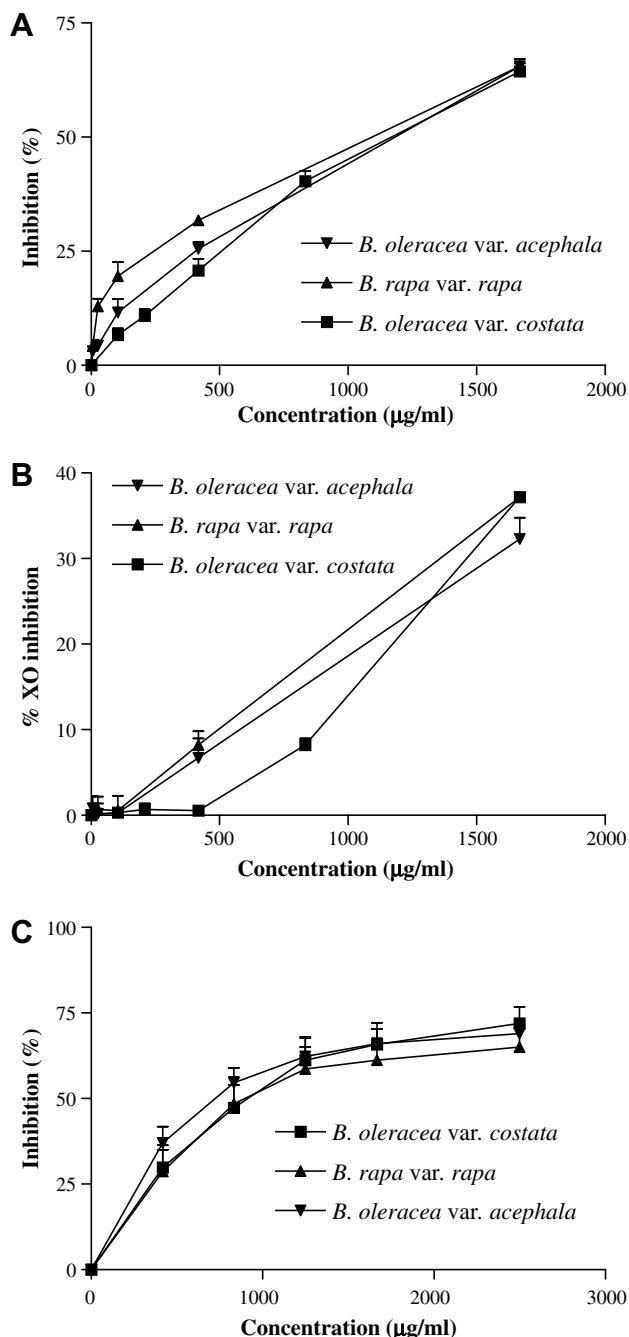 A
75
50
25
0
Inhibition (%)
B. oleracea var. acephala
B. rapa var. rapa
B. oleracea var. costata
0 500 1000 1500 2000
Concentration (μg/ml)
B
40
30
20
10
0
% XO inhibition
B. oleracea var. acephala
B. rapa var. rapa
B. oleracea var. costata
0 500 1000 1500 2000
Concentration (μg/ml)
C
100
75
50
25
0
Inhibition (%)
B. oleracea var. costata
B. rapa var. rapa
B. oleracea var. acephala
0 1000 2000 3000
Concentration (μg/ml)